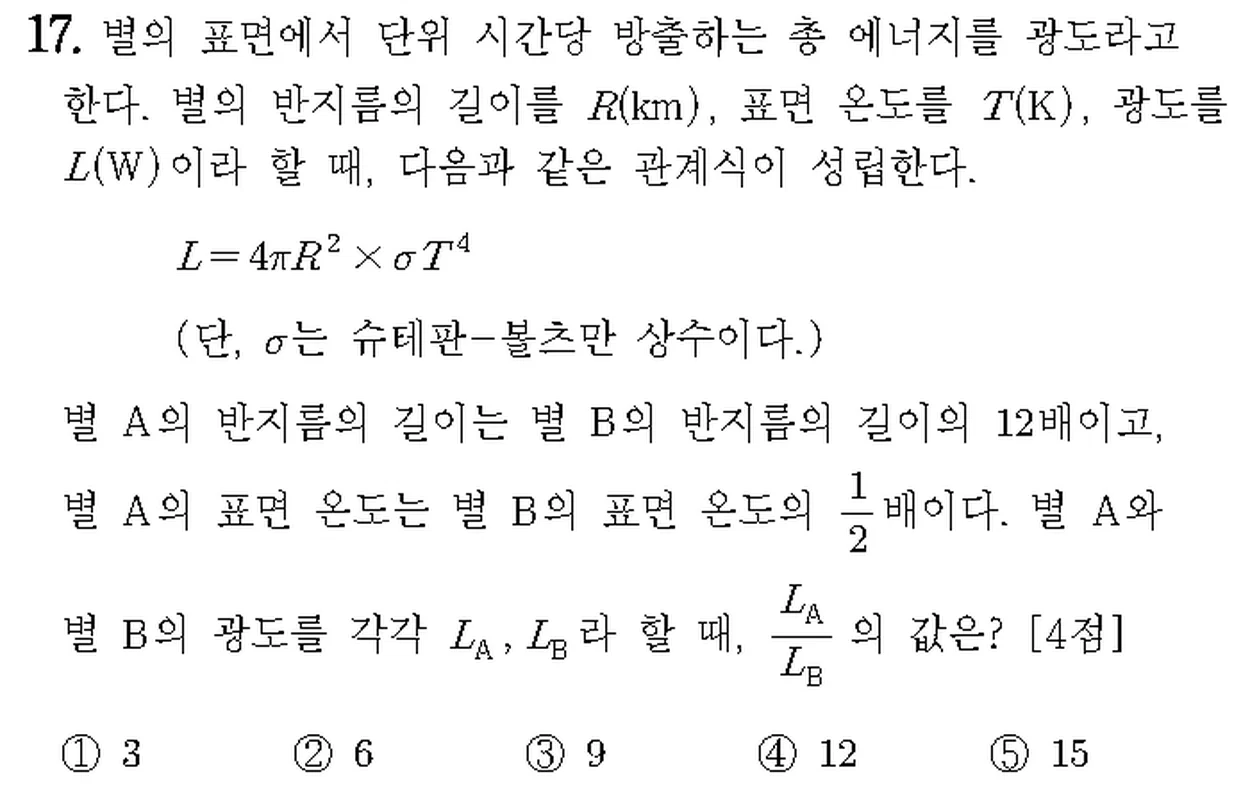 17. 별의 표면에서 단위 시간당 방출하는 총 에너지를 광도라고
한다. 별의 반지름의 길이를 R(km), 표면 온도를 T(K), 광도를
L(W)이라 할 때, 다음과 같은 관계식이 성립한다.
L=4πR²×σT⁴
(단, σ는 슈테판-볼츠만 상수이다.)
별 A의 반지름의 길이는 별 B의 반지름의 길이의 12배이고,
별 A의 표면 온도는 별 B의 표면 온도의 1/2배이다. 별 A와
별 B의 광도를 각각 L_A, L_B라 할 때, L_A/L_B의 값은? [4점]
① 3 ② 6 ③ 9 ④ 12 ⑤ 15